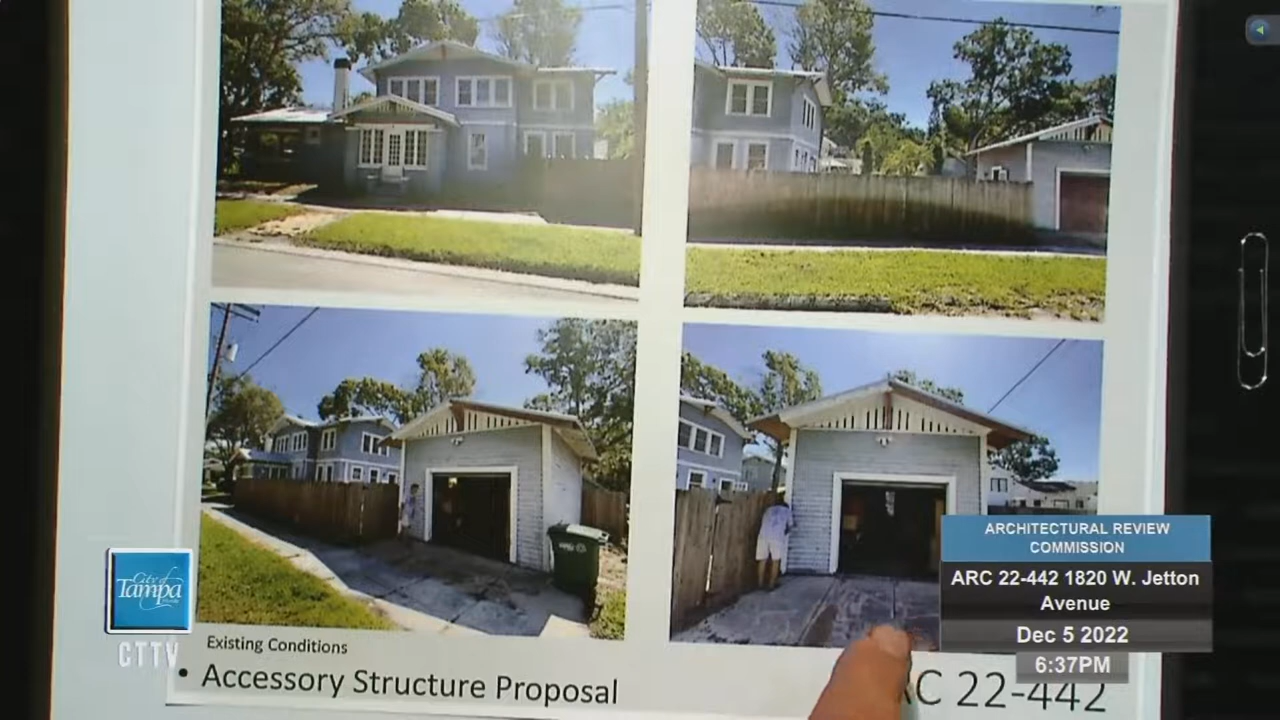 ARCHITECTURAL REVIEW
COMMISSION
ARC 22-442 1820 W. Jetton
Avenue
Dec 5 2022
6:37PM
City of
Tampa
CTTV
Existing Conditions
• Accessory Structure Proposal
RC 22-442